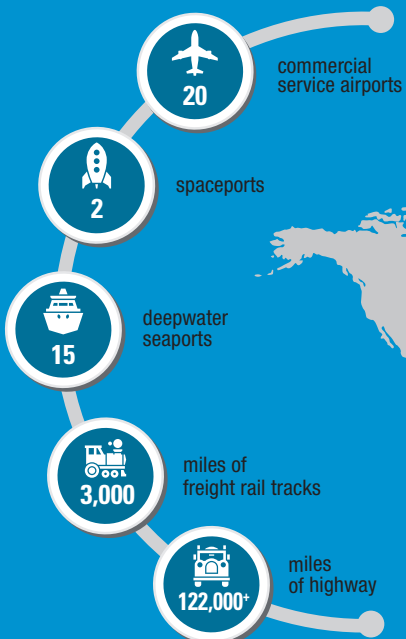 20
commercial
service airports
2
spaceports
15
deepwater
seaports
3,000
miles of
freight rail tracks
122,000+
miles
of highway